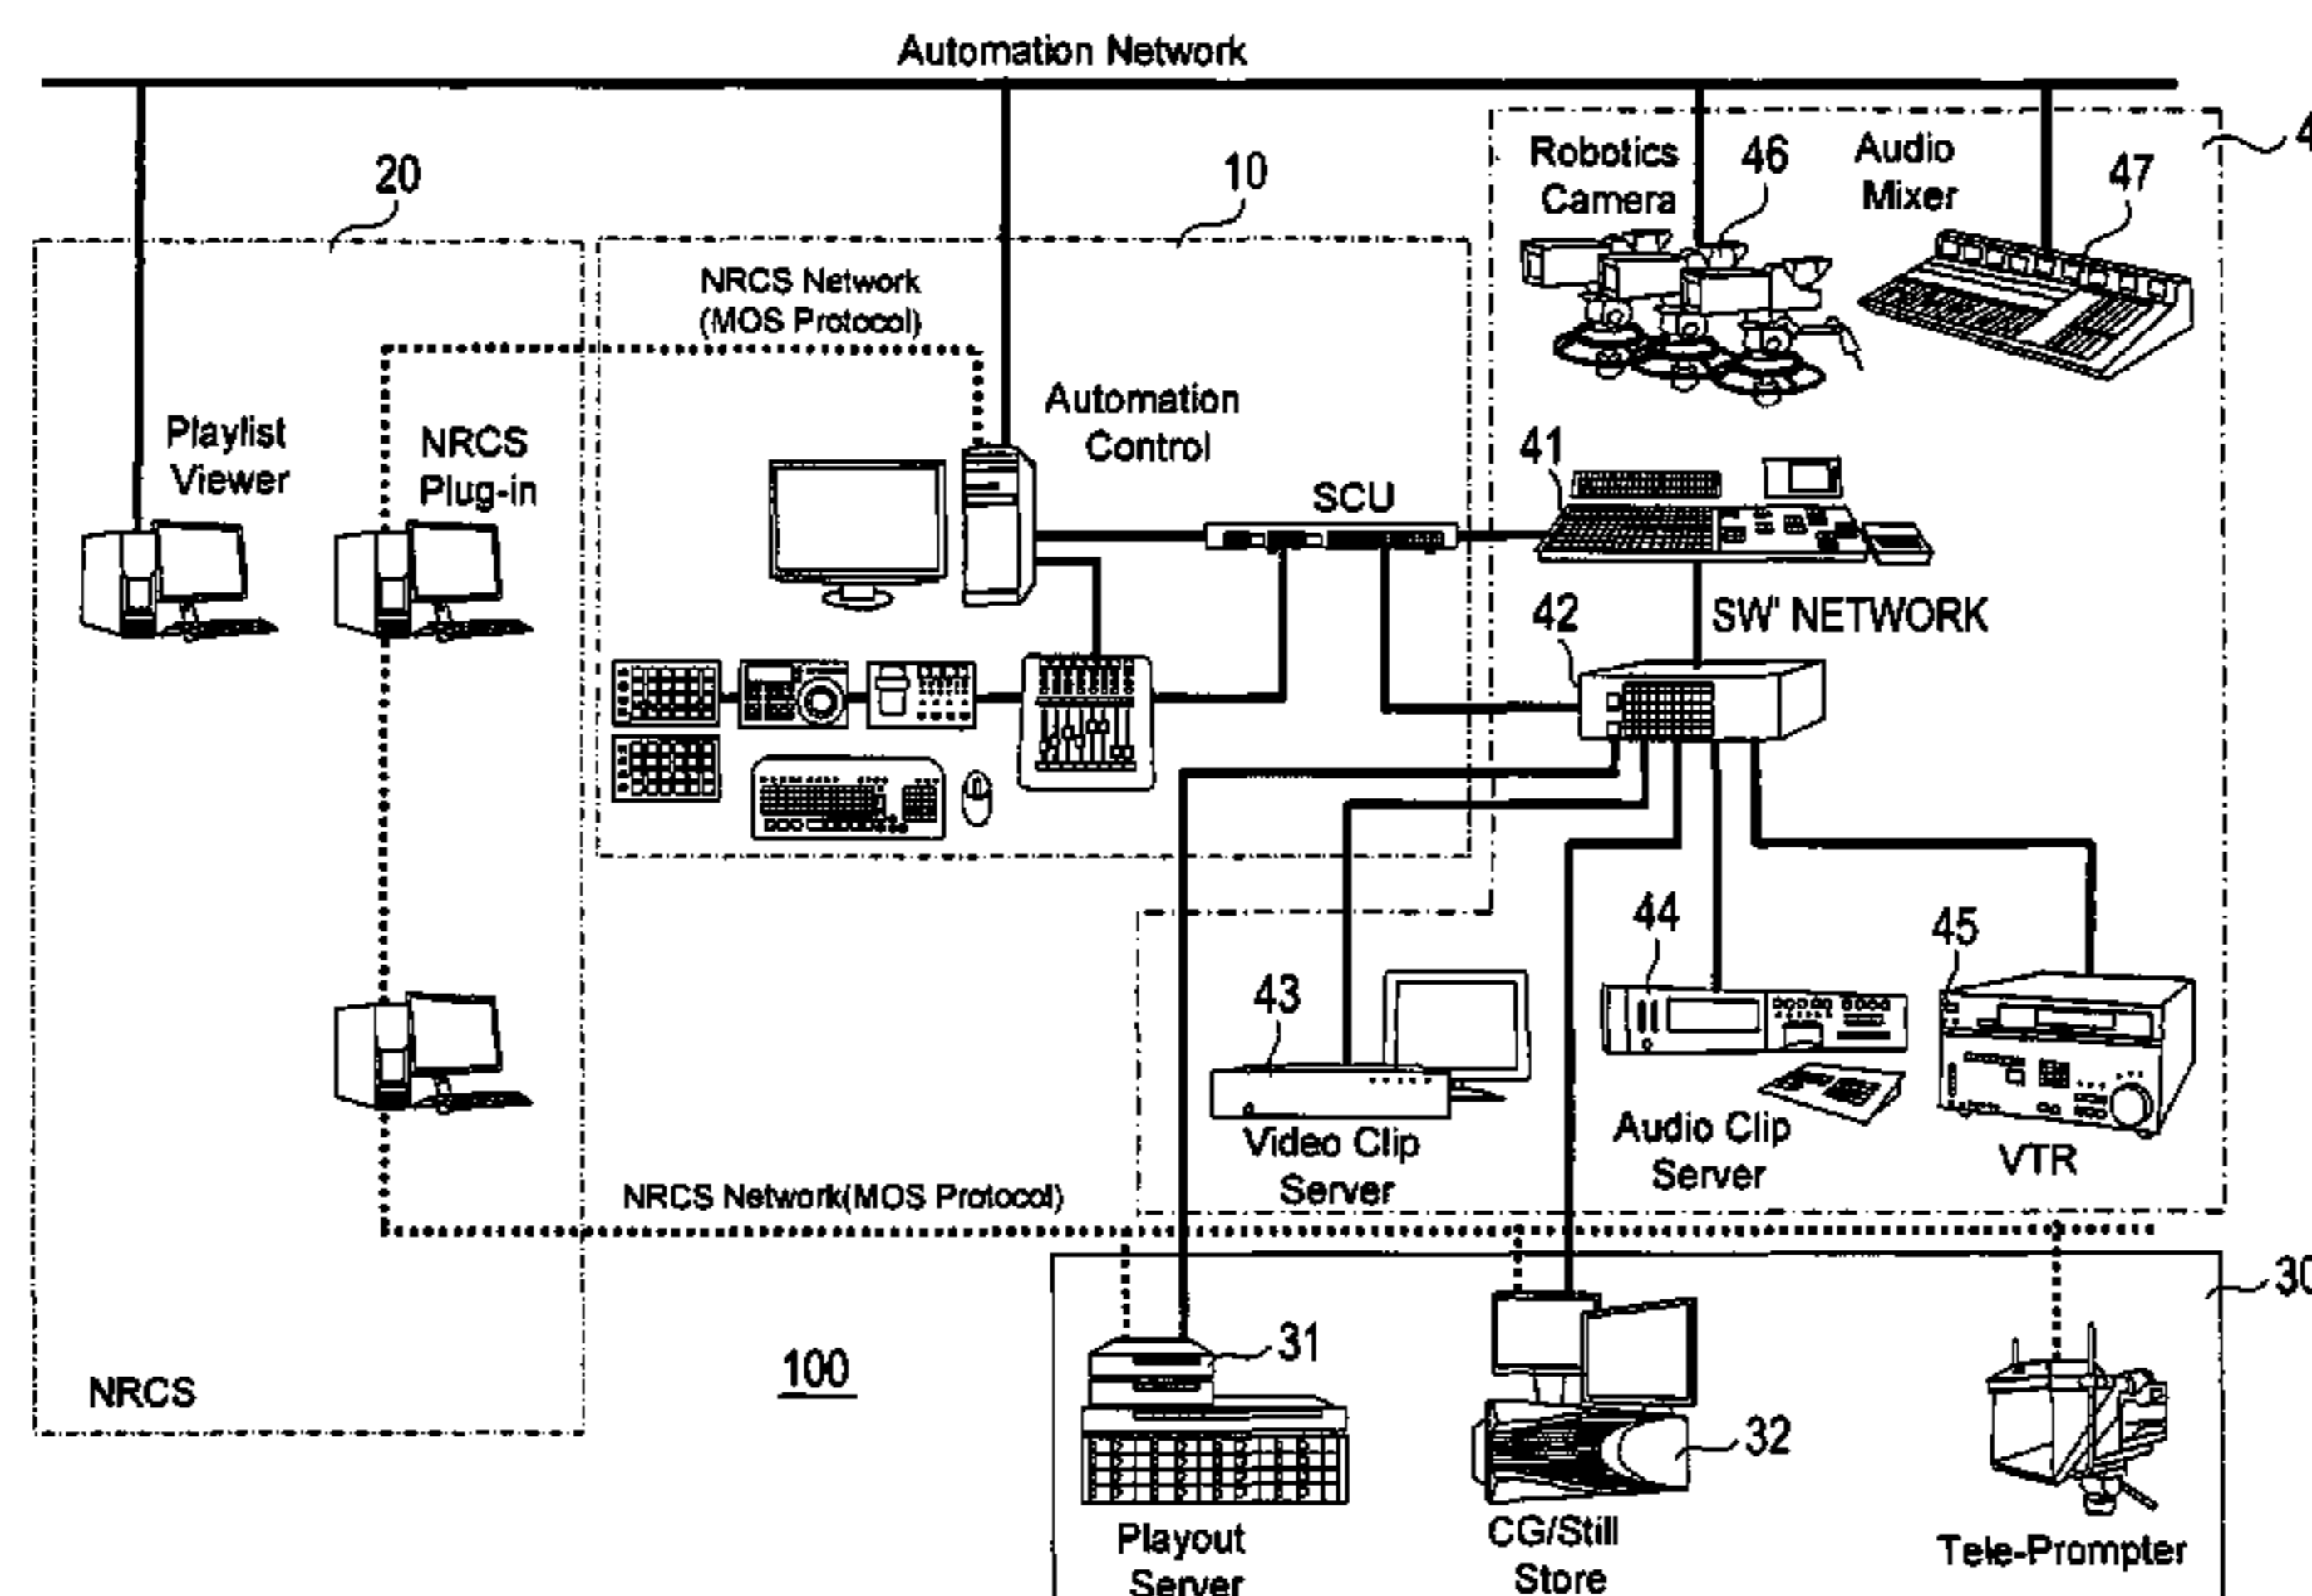 Automation Network
20
10
Robotics
Camera
46
Audio
Mixer
47
4
NRCS Network
(MOS Protocol)
Playlist
Viewer
NRCS
Plug-in
Automation
Control
SCU
41
42
SW' NETWORK
43
44
45
Video Clip
Server
Audio Clip
Server
VTR
NRCS Network(MOS Protocol)
30
31
32
100
NRCS
Playout
Server
CG/Still
Store
Tele-Prompter